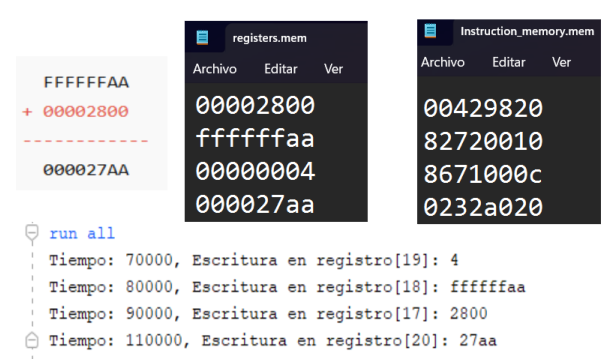 FFFFFFAA
+ 00002800
------------
000027AA
registers.mem
Archivo Editar Ver
00002800
ffffffaa
00000004
000027aa
Instruction_memory.mem
Archivo Editar Ver
00429820
82720010
8671000c
0232a020
run all
Tiempo: 70000, Escritura en registro[19]: 4
Tiempo: 80000, Escritura en registro[18]: ffffffaa
Tiempo: 90000, Escritura en registro[17]: 2800
Tiempo: 110000, Escritura en registro[20]: 27aa